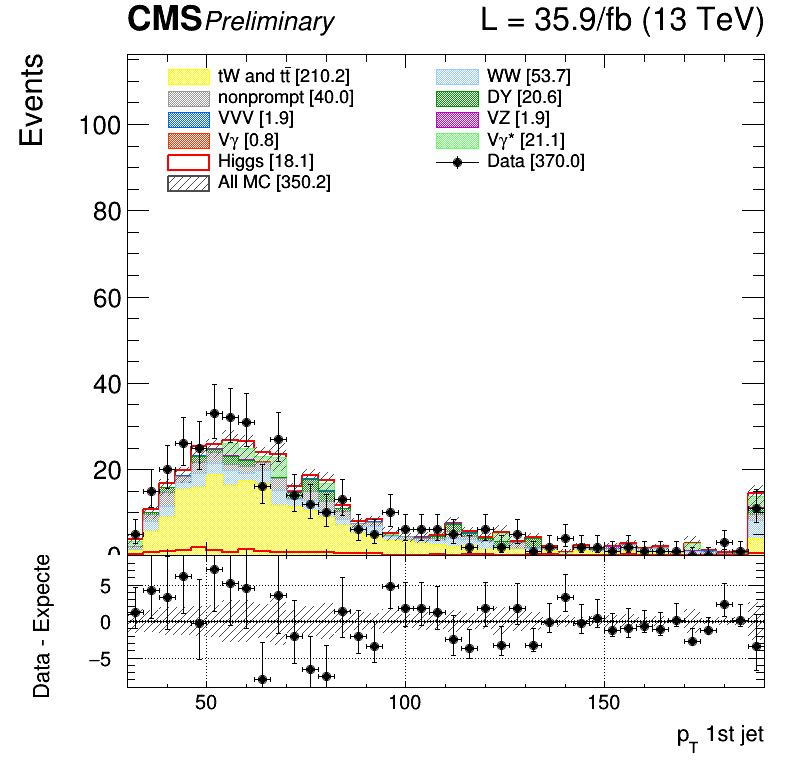 CMS Preliminary L = 35.9/fb (13 TeV)
Events
tW and tt̄ [210.2]
nonprompt [40.0]
VVV [1.9]
Vγ [0.8]
Higgs [18.1]
All MC [350.2]
WW [53.7]
DY [20.6]
VZ [1.9]
Vγ* [21.1]
Data [370.0]
100
80
60
40
20
0
Data - Expecte
5
0
−5
50 100 150
pT 1st jet